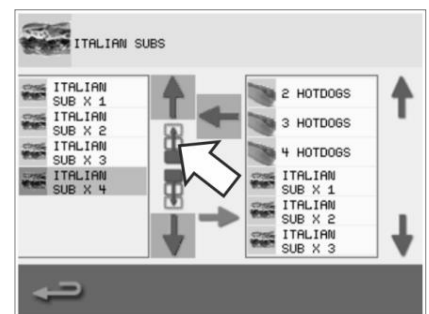 ITALIAN SUBS
ITALIAN
SUB X 1
ITALIAN
SUB X 2
ITALIAN
SUB X 3
ITALIAN
SUB X 4
2 HOTDOGS
3 HOTDOGS
4 HOTDOGS
ITALIAN
SUB X 1
ITALIAN
SUB X 2
ITALIAN
SUB X 3